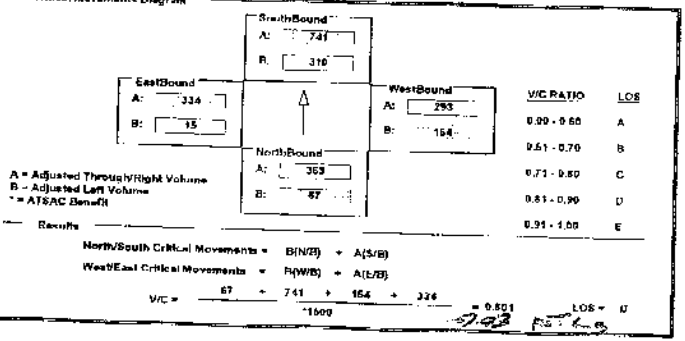 SouthBound
A: 741
B: 310
EastBound
A: 334
B: 15
WestBound
A: 293
B: 164
NorthBound
A: 363
B: 67
V/C RATIO LOS
0.00 - 0.60 A
0.61 - 0.70 B
0.71 - 0.80 C
0.81 - 0.90 D
0.91 - 1.00 E
A = Adjusted Through/Right Volume
B = Adjusted Left Volume
* = ATSAC Benefit
Results
North/South Critical Movements = B(N/B) + A(S/B)
West/East Critical Movements = B(W/B) + A(E/B)
V/C = 67 + 741 + 164 + 334 = 0.801 LOS = D
*1500